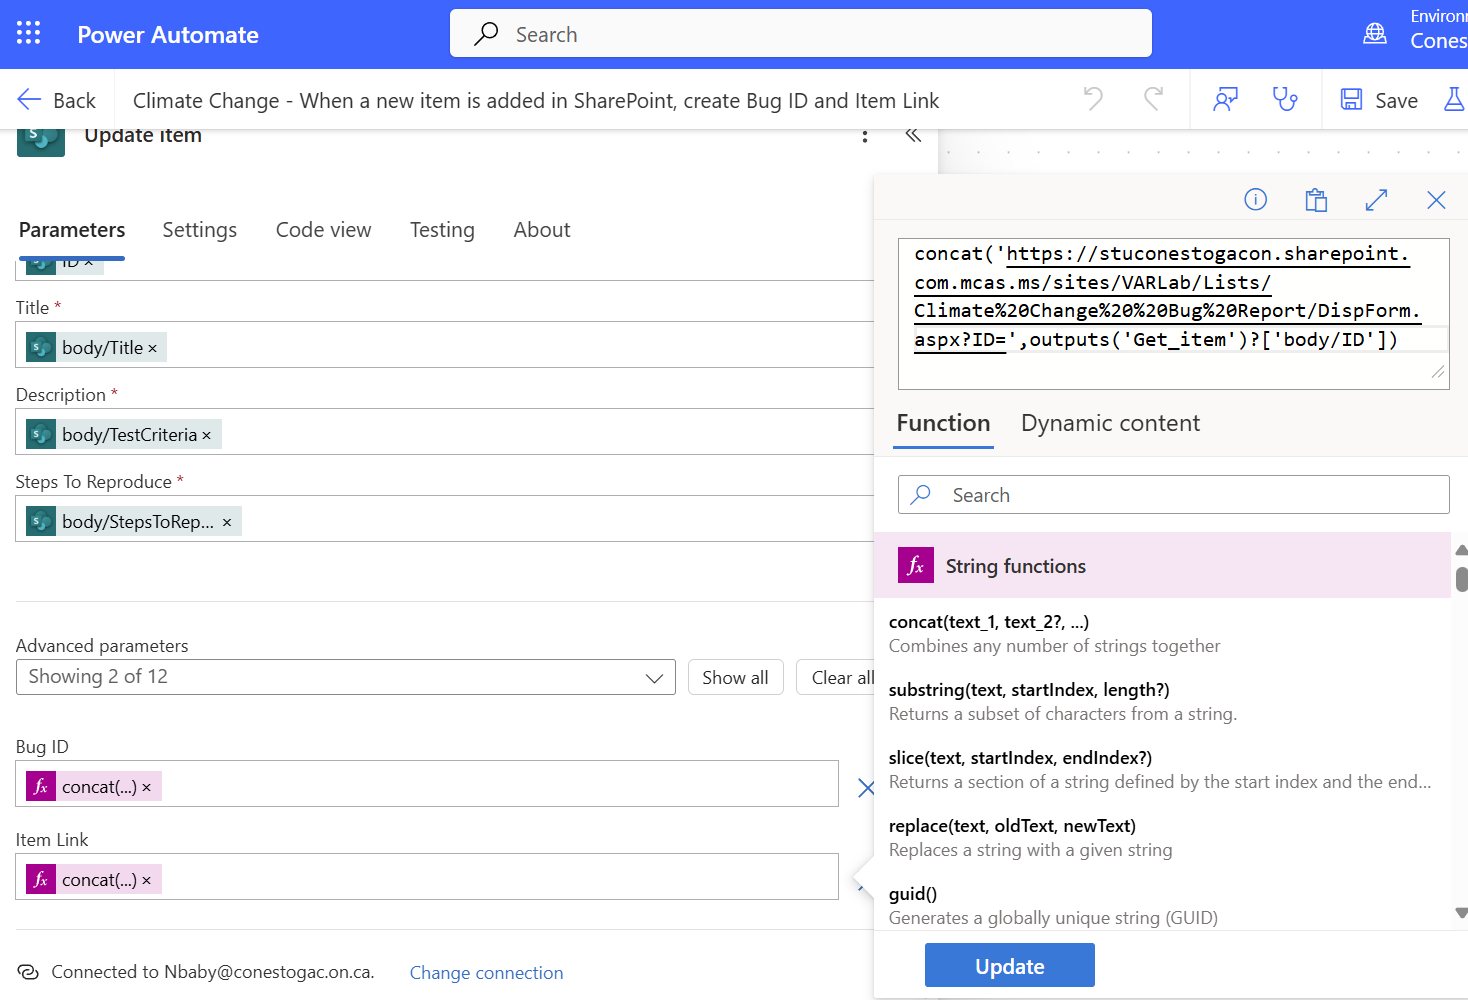 Power Automate
Search
Environ
Cones
Back
Climate Change - When a new item is added in SharePoint, create Bug ID and Item Link
Save
Update item
Parameters
Settings
Code view
Testing
About
ID ×
Title *
body/Title ×
Description *
body/TestCriteria ×
Steps To Reproduce *
body/StepsToRep... ×
Advanced parameters
Showing 2 of 12
Show all
Clear all
Bug ID
fx concat(...) ×
Item Link
fx concat(...) ×
Connected to Nbaby@conestogac.on.ca.
Change connection
concat('https://stuconestogacon.sharepoint.
com.mcas.ms/sites/VARLab/Lists/
Climate%20Change%20%20Bug%20Report/DispForm.
aspx?ID=',outputs('Get_item')?['body/ID'])
Function
Dynamic content
Search
fx String functions
concat(text_1, text_2?, ...)
Combines any number of strings together
substring(text, startIndex, length?)
Returns a subset of characters from a string.
slice(text, startIndex, endIndex?)
Returns a section of a string defined by the start index and the end...
replace(text, oldText, newText)
Replaces a string with a given string
guid()
Generates a globally unique string (GUID)
Update